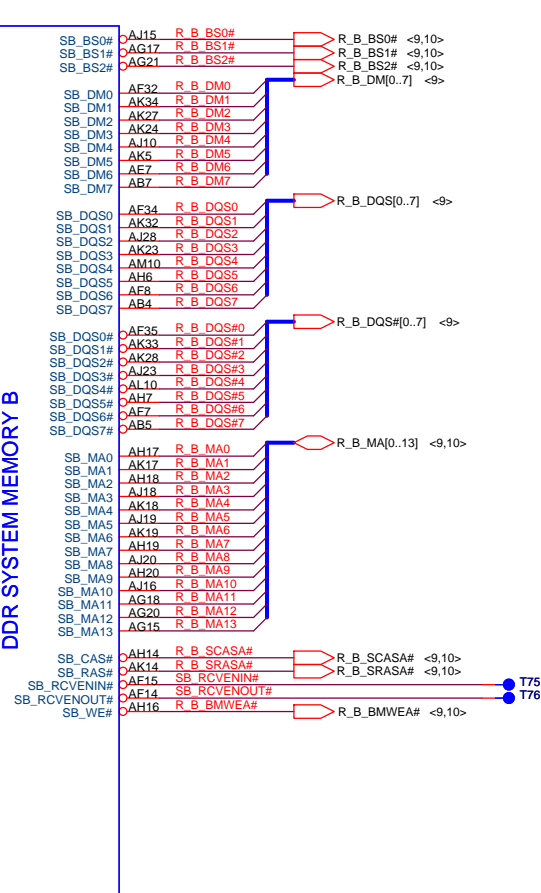 SB_BS0# AJ15 R_B_BS0# R_B_BS0# <9,10>
SB_BS1# AG17 R_B_BS1# R_B_BS1# <9,10>
SB_BS2# AG21 R_B_BS2# R_B_BS2# <9,10>
R_B_DM[0..7] <9>
SB_DM0 AF32 R_B_DM0
SB_DM1 AK34 R_B_DM1
SB_DM2 AK27 R_B_DM2
SB_DM3 AK24 R_B_DM3
SB_DM4 AJ10 R_B_DM4
SB_DM5 AK5 R_B_DM5
SB_DM6 AE7 R_B_DM6
SB_DM7 AB7 R_B_DM7
R_B_DQS[0..7] <9>
SB_DQS0 AF34 R_B_DQS0
SB_DQS1 AK32 R_B_DQS1
SB_DQS2 AJ28 R_B_DQS2
SB_DQS3 AK23 R_B_DQS3
SB_DQS4 AM10 R_B_DQS4
SB_DQS5 AH6 R_B_DQS5
SB_DQS6 AF8 R_B_DQS6
SB_DQS7 AB4 R_B_DQS7
R_B_DQS#[0..7] <9>
SB_DQS0# AF35 R_B_DQS#0
SB_DQS1# AK33 R_B_DQS#1
SB_DQS2# AK28 R_B_DQS#2
SB_DQS3# AJ23 R_B_DQS#3
SB_DQS4# AL10 R_B_DQS#4
SB_DQS5# AH7 R_B_DQS#5
SB_DQS6# AF7 R_B_DQS#6
SB_DQS7# AB5 R_B_DQS#7
R_B_MA[0..13] <9,10>
SB_MA0 AH17 R_B_MA0
SB_MA1 AK17 R_B_MA1
SB_MA2 AH18 R_B_MA2
SB_MA3 AJ18 R_B_MA3
SB_MA4 AK18 R_B_MA4
SB_MA5 AJ19 R_B_MA5
SB_MA6 AK19 R_B_MA6
SB_MA7 AH19 R_B_MA7
SB_MA8 AJ20 R_B_MA8
SB_MA9 AH20 R_B_MA9
SB_MA10 AJ16 R_B_MA10
SB_MA11 AG18 R_B_MA11
SB_MA12 AG20 R_B_MA12
SB_MA13 AG15 R_B_MA13
SB_CAS# AH14 R_B_SCASA# R_B_SCASA# <9,10>
SB_RAS# AK14 R_B_SRASA# R_B_SRASA# <9,10>
SB_RCVENIN# AF15 SB_RCVENIN# T75
SB_RCVENOUT# AF14 SB_RCVENOUT# T76
SB_WE# AH16 R_B_BMWEA# R_B_BMWEA# <9,10>
DDR SYSTEM MEMORY B